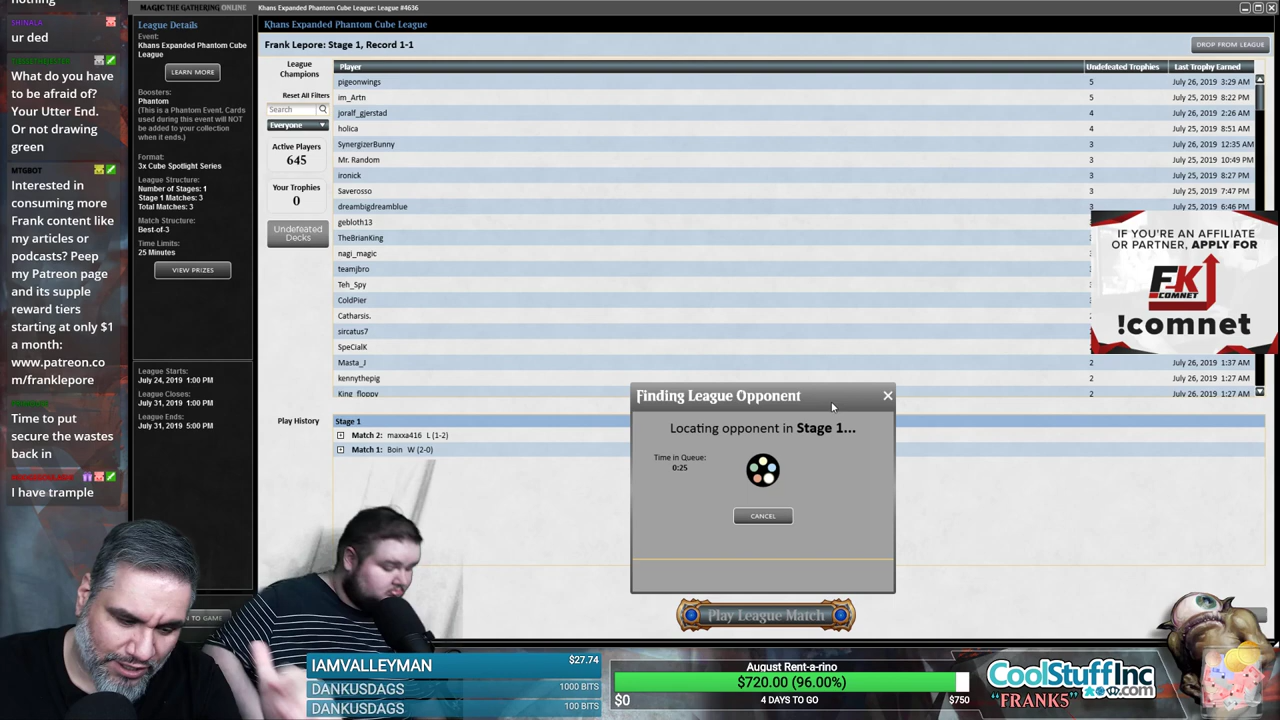 nothing
SHINALA
ur ded
What do you have
to be afraid of?
Your Utter End.
Or not drawing
green
MTGBOT
Interested in
consuming more
Frank content like
my articles or
podcasts? Peep
my Patreon page
and its supple
reward tiers
starting at only $1
a month:
www.patreon.co
m/franklepore
Time to put
secure the wastes
back in
I have trample
MAGIC THE GATHERING ONLINE
Khans Expanded Phantom Cube League: League #4636
League Details
Event:
Khans Expanded Phantom Cube
League
LEARN MORE
Boosters:
Phantom
(This is a Phantom Event. Cards
used during this event will NOT
be added to your collection
when it ends.)
Format:
3x Cube Spotlight Series
League Structure:
Number of Stages: 1
Stage 1 Matches: 3
Total Matches: 3
Match Structure:
Best-of-3
Time Limits:
25 Minutes
VIEW PRIZES
League Starts:
July 24, 2019 1:00 PM
League Closes:
July 31, 2019 1:00 PM
League Ends:
July 31, 2019 5:00 PM
N TO GAME
Khans Expanded Phantom Cube League
Frank Lepore: Stage 1, Record 1-1
DROP FROM LEAGUE
League
Champions
Reset All Filters
Search
Everyone
Active Players
645
Your Trophies
0
Undefeated
Decks
Player Undefeated Trophies Last Trophy Earned
pigeonwings 5 July 26, 2019 3:29 AM
im_Artn 5 July 25, 2019 8:22 PM
joralf_gjerstad 4 July 26, 2019 2:26 AM
holica 4 July 25, 2019 8:51 AM
SynergizerBunny 3 July 26, 2019 12:35 AM
Mr. Random 3 July 25, 2019 10:49 PM
ironick 3 July 25, 2019 8:27 PM
Saverosso 3 July 25, 2019 7:47 PM
dreambigdreamblue 3 July 25, 2019 6:46 PM
gebloth13
TheBrianKing
nagi_magic
teamjbro
Teh_Spy
ColdPier
Catharsis.
sircatus7
SpeCialK
Masta_J 2 July 26, 2019 1:37 AM
kennythepig 2 July 26, 2019 1:27 AM
King_floppy 2 July 26, 2019 1:27 AM
IF YOU'RE AN AFFILIATE
OR PARTNER, APPLY FOR
COMNET
!comnet
Play History
Stage 1
Match 2: maxxa416 L (1-2)
Match 1: Boin W (2-0)
Finding League Opponent
Locating opponent in Stage 1...
Time in Queue:
0:25
CANCEL
Play League Match
IAMVALLEYMAN $27.74
DANKUSDAGS 1000 BITS
DANKUSDAGS 100 BITS
August Rent-a-rino
$720.00 (96.00%)
$0 4 DAYS TO GO $750
CoolStuffInc
.com
"FRANK5"